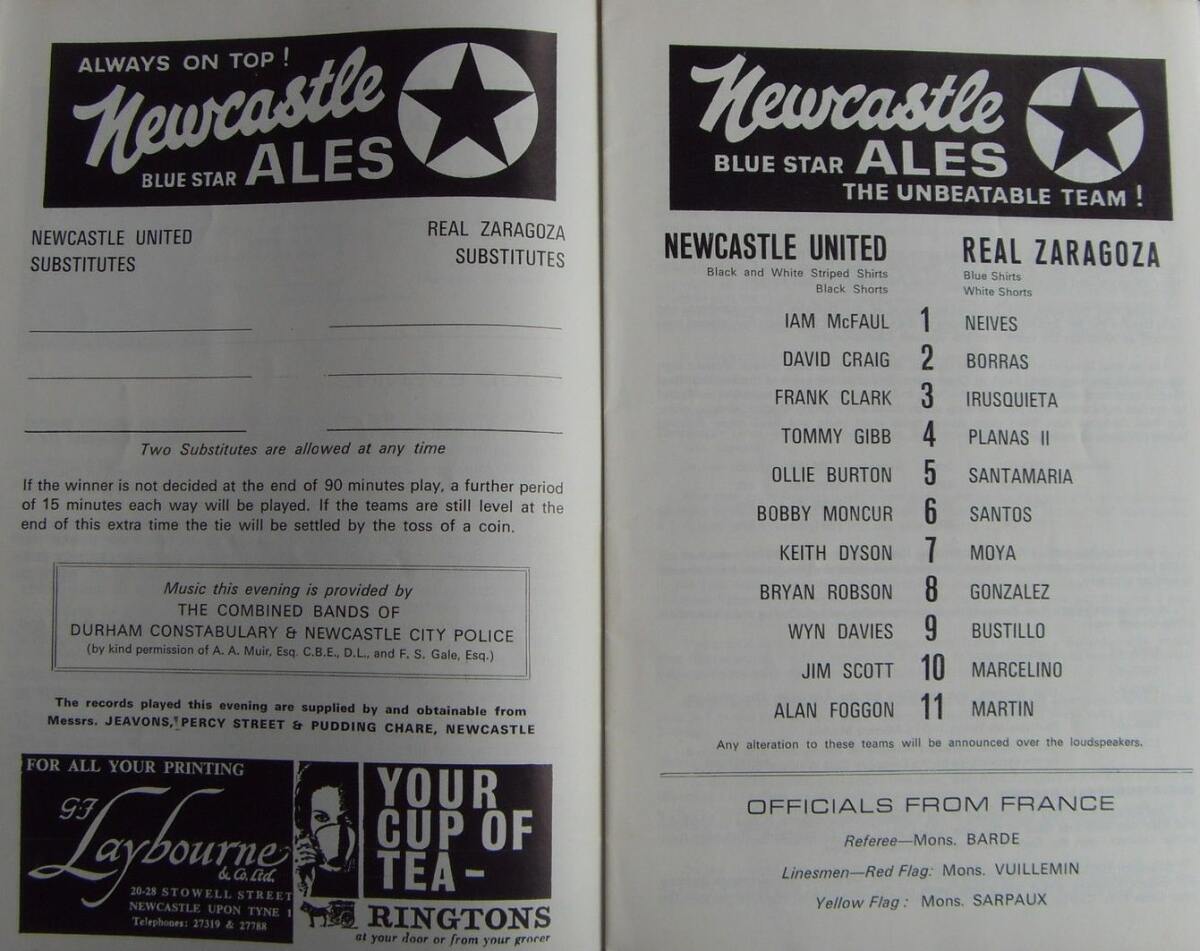 ALWAYS ON TOP !
Newcastle
BLUE STAR ALES
NEWCASTLE UNITED
SUBSTITUTES
REAL ZARAGOZA
SUBSTITUTES
Two Substitutes are allowed at any time
If the winner is not decided at the end of 90 minutes play, a further period
of 15 minutes each way will be played. If the teams are still level at the
end of this extra time the tie will be settled by the toss of a coin.
Music this evening is provided by
THE COMBINED BANDS OF
DURHAM CONSTABULARY & NEWCASTLE CITY POLICE
(by kind permission of A. A. Muir, Esq. C.B.E., D.L., and F. S. Gale, Esq.)
The records played this evening are supplied by and obtainable from
Messrs. JEAVONS, PERCY STREET & PUDDING CHARE, NEWCASTLE
FOR ALL YOUR PRINTING
G.F. Laybourne
& Co. Ltd.
20-28 STOWELL STREET
NEWCASTLE UPON TYNE 1
Telephones: 27319 & 27788
YOUR
CUP OF
TEA-
RINGTONS
at your door or from your grocer
Newcastle
BLUE STAR ALES
THE UNBEATABLE TEAM !
NEWCASTLE UNITED
Black and White Striped Shirts
Black Shorts
REAL ZARAGOZA
Blue Shirts
White Shorts
IAM McFAUL 1 NEIVES
DAVID CRAIG 2 BORRAS
FRANK CLARK 3 IRUSQUIETA
TOMMY GIBB 4 PLANAS II
OLLIE BURTON 5 SANTAMARIA
BOBBY MONCUR 6 SANTOS
KEITH DYSON 7 MOYA
BRYAN ROBSON 8 GONZALEZ
WYN DAVIES 9 BUSTILLO
JIM SCOTT 10 MARCELINO
ALAN FOGGON 11 MARTIN
Any alteration to these teams will be announced over the loudspeakers.
OFFICIALS FROM FRANCE
Referee—Mons. BARDE
Linesmen—Red Flag: Mons. VUILLEMIN
Yellow Flag : Mons. SARPAUX